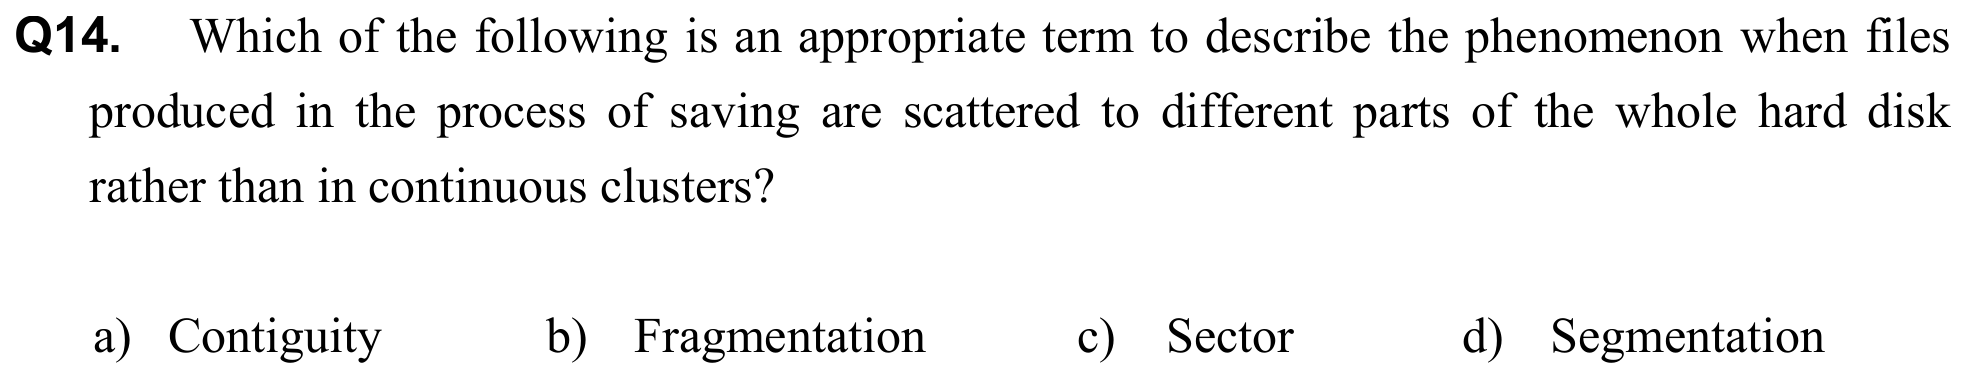 Q14. Which of the following is an appropriate term to describe the phenomenon when files
produced in the process of saving are scattered to different parts of the whole hard disk
rather than in continuous clusters?
a) Contiguity b) Fragmentation c) Sector d) Segmentation